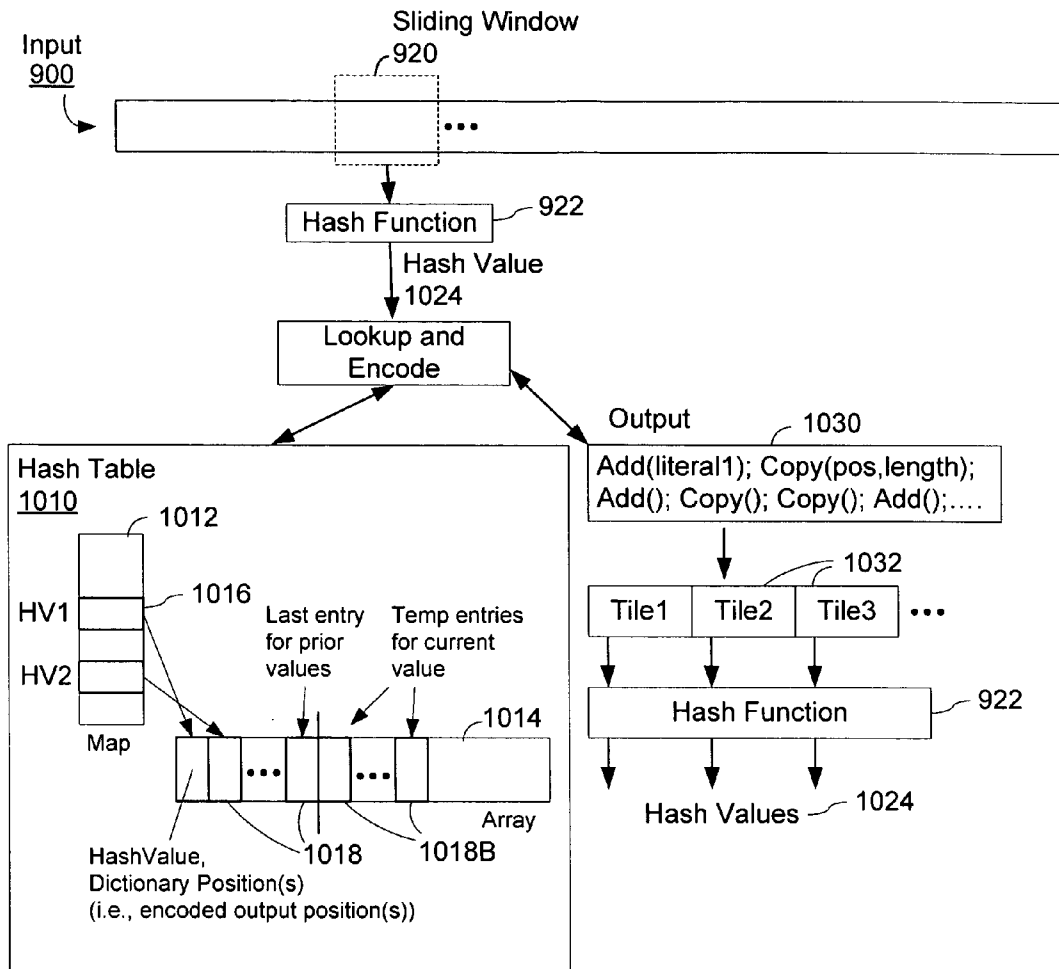 Sliding Window
920
Input
900
•••
Hash Function
922
Hash Value
1024
Lookup and
Encode
Output
1030
Add(literal1); Copy(pos,length);
Add(); Copy(); Copy(); Add();....
1032
Tile1 Tile2 Tile3 •••
Hash Function
922
Hash Values
1024
Hash Table
1010
1012
1016
HV1
HV2
Map
Last entry
for prior
values
Temp entries
for current
value
1014
••• •••
Array
1018
1018B
HashValue,
Dictionary Position(s)
(i.e., encoded output position(s))